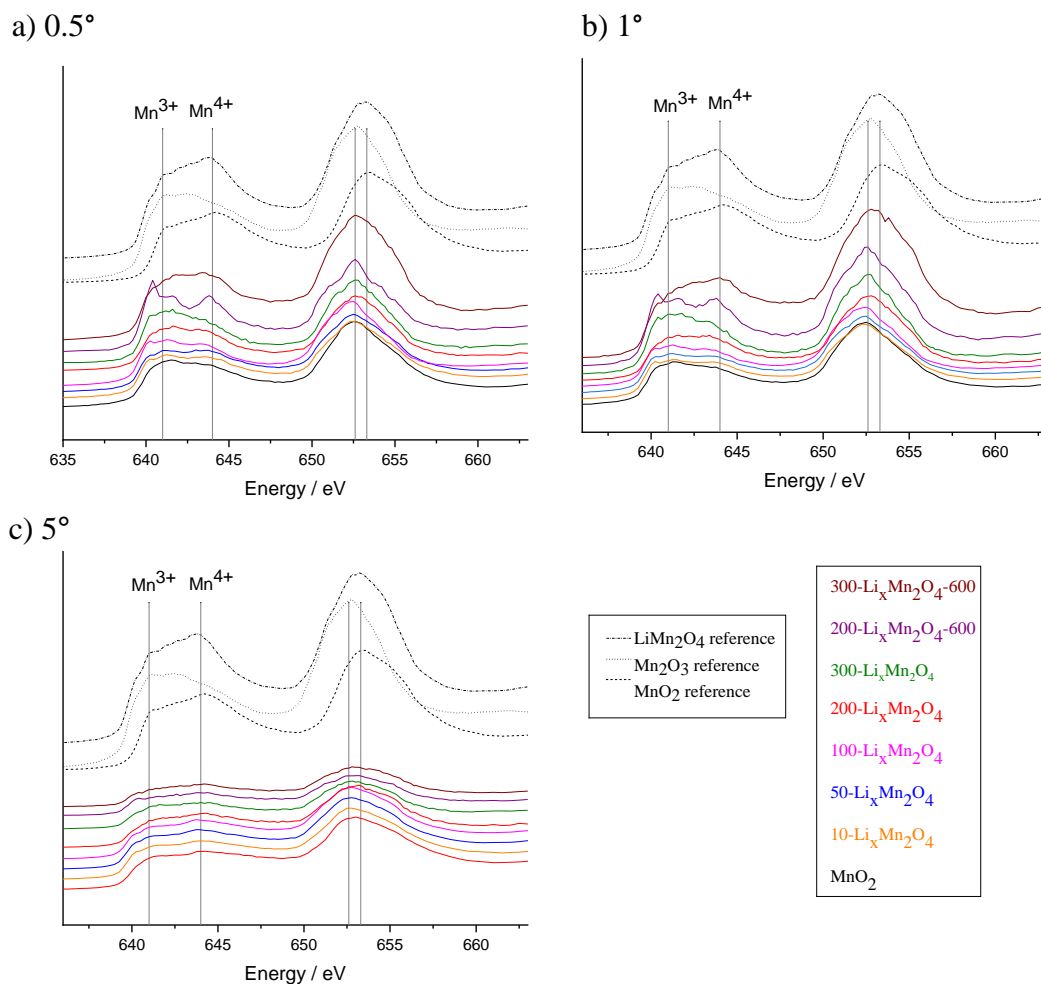 a) 0.5°
Mn3+ Mn4+
635 640 645 650 655 660
Energy / eV
b) 1°
Mn3+ Mn4+
640 645 650 655 660
Energy / eV
c) 5°
Mn3+ Mn4+
640 645 650 655 660
Energy / eV
LiMn2O4 reference
Mn2O3 reference
MnO2 reference
300-LixMn2O4-600
200-LixMn2O4-600
300-LixMn2O4
200-LixMn2O4
100-LixMn2O4
50-LixMn2O4
10-LixMn2O4
MnO2